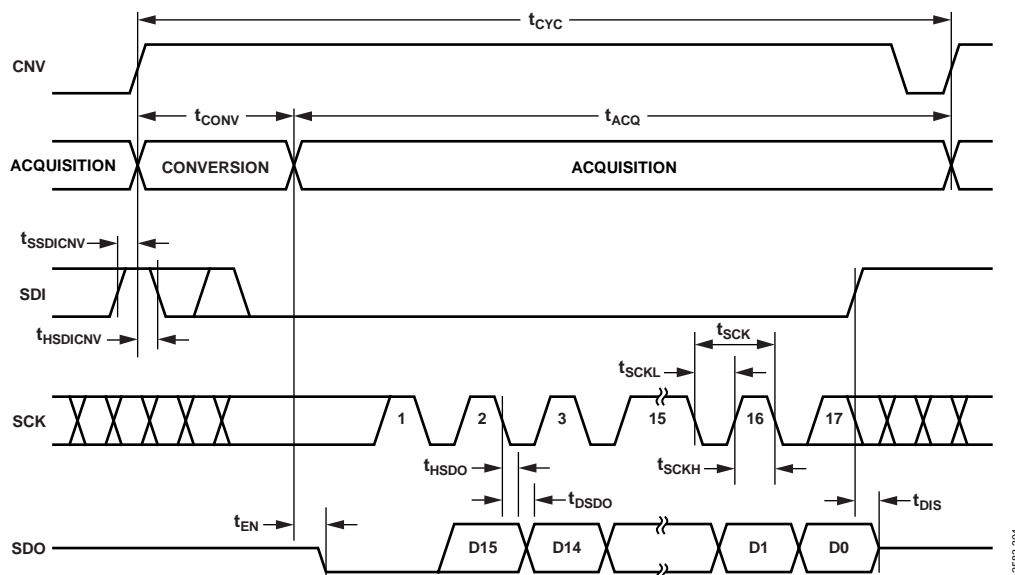 tCYC
CNV
tCONV
tACQ
ACQUISITION CONVERSION ACQUISITION
tSSDICNV
SDI
tHSDICNV
tSCK
tSCKL
SCK 1 2 3 15 16 17
tHSDO
tSCKH
tDSDO
tEN
tDIS
SDO D15 D14 D1 D0